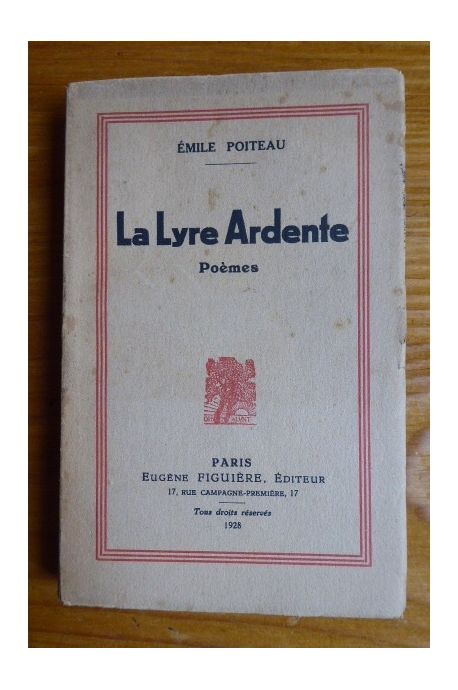 ÉMILE POITEAU
La Lyre Ardente
Poèmes
PARIS
EUGÈNE FIGUIÈRE, ÉDITEUR
17, RUE CAMPAGNE-PREMIÈRE, 17
Tous droits réservés
1928